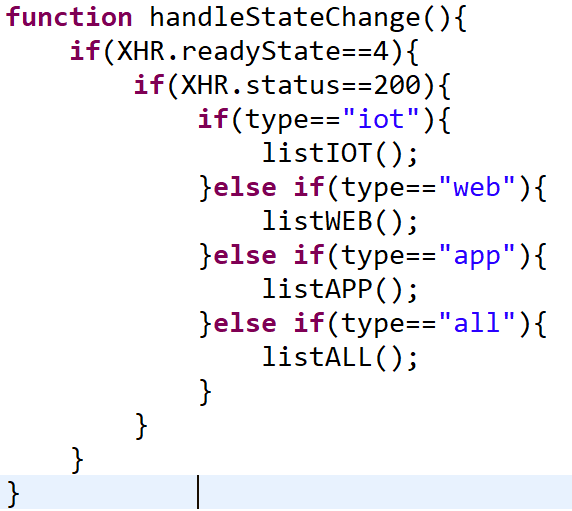 function handleStateChange(){
    if(XHR.readyState==4){
        if(XHR.status==200){
            if(type=="iot"){
                listIOT();
            }else if(type=="web"){
                listWEB();
            }else if(type=="app"){
                listAPP();
            }else if(type=="all"){
                listALL();
            }
        }
    }
}